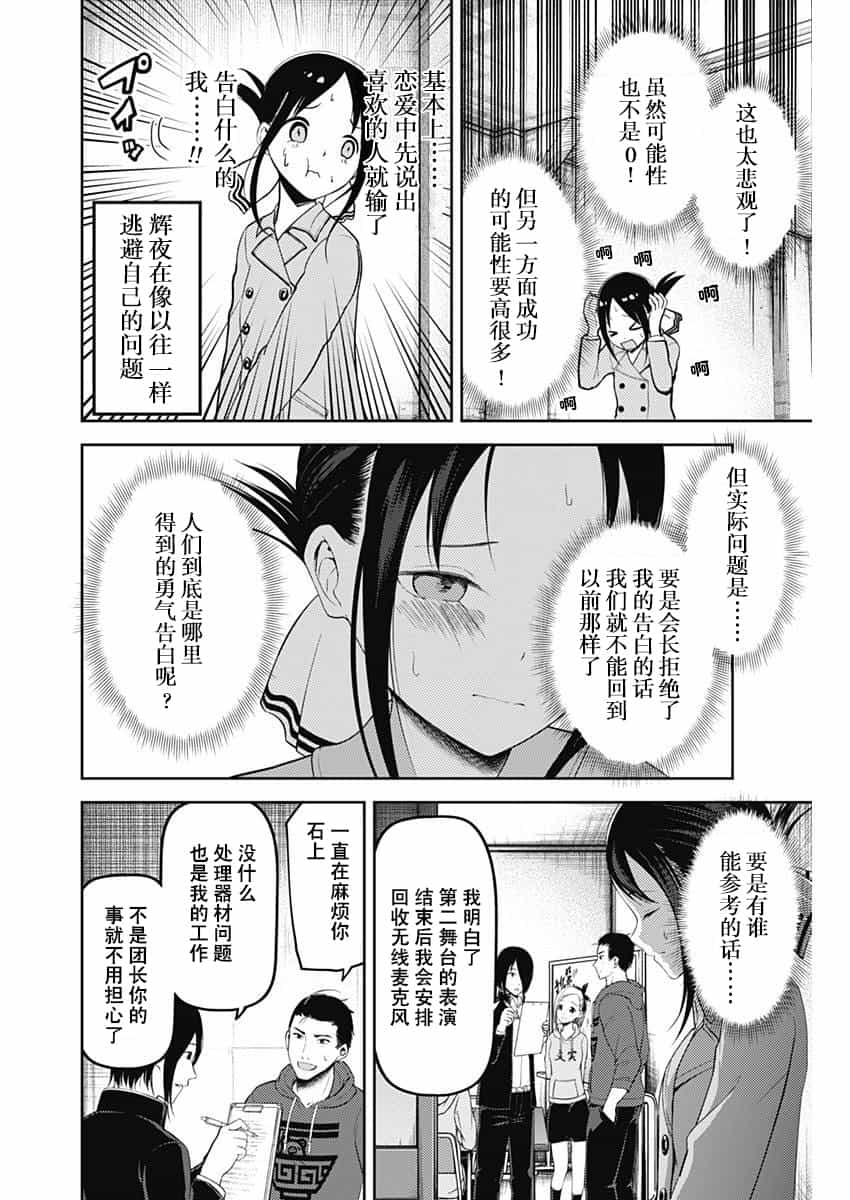 这也太悲观了！
虽然可能性
也不是0！
但另一方面成功
的可能性要高很多！
啊
啊
啊
啊
啊
基本上……
恋爱中先说出
喜欢的人就输了
告白什么的
我……!!
プイッ
辉夜在像以往一样
逃避自己的问题
但实际问题是……
要是会长拒绝了
我的告白的话
我们就不能回到
以前那样了
人们到底是哪里
得到的勇气告白呢？
要是有谁
能参考的话……
我明白了
第二舞台的表演
结束后我会安排
回收无线麦克风
一直在麻烦你
石上
没什么
处理器材问题
也是我的工作
不是团长你的
事就不用担心了